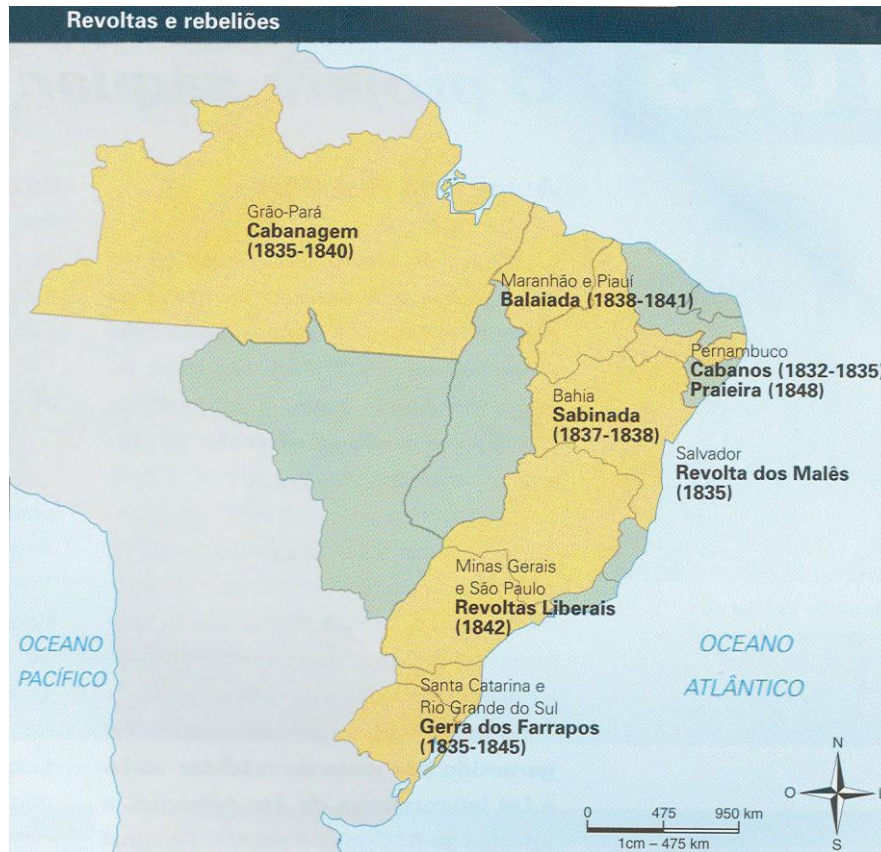 Revoltas e rebeliões
Grão-Pará
Cabanagem
(1835-1840)
Maranhão e Piauí
Balaiada (1838-1841)
Pernambuco
Cabanos (1832-1835)
Praieira (1848)
Bahia
Sabinada
(1837-1838)
Salvador
Revolta dos Malês
(1835)
Minas Gerais
e São Paulo
Revoltas Liberais
(1842)
OCEANO
PACÍFICO
OCEANO
ATLÂNTICO
Santa Catarina e
Rio Grande do Sul
Gerra dos Farrapos
(1835-1845)
N
O
L
S
0 475 950 km
1cm – 475 km